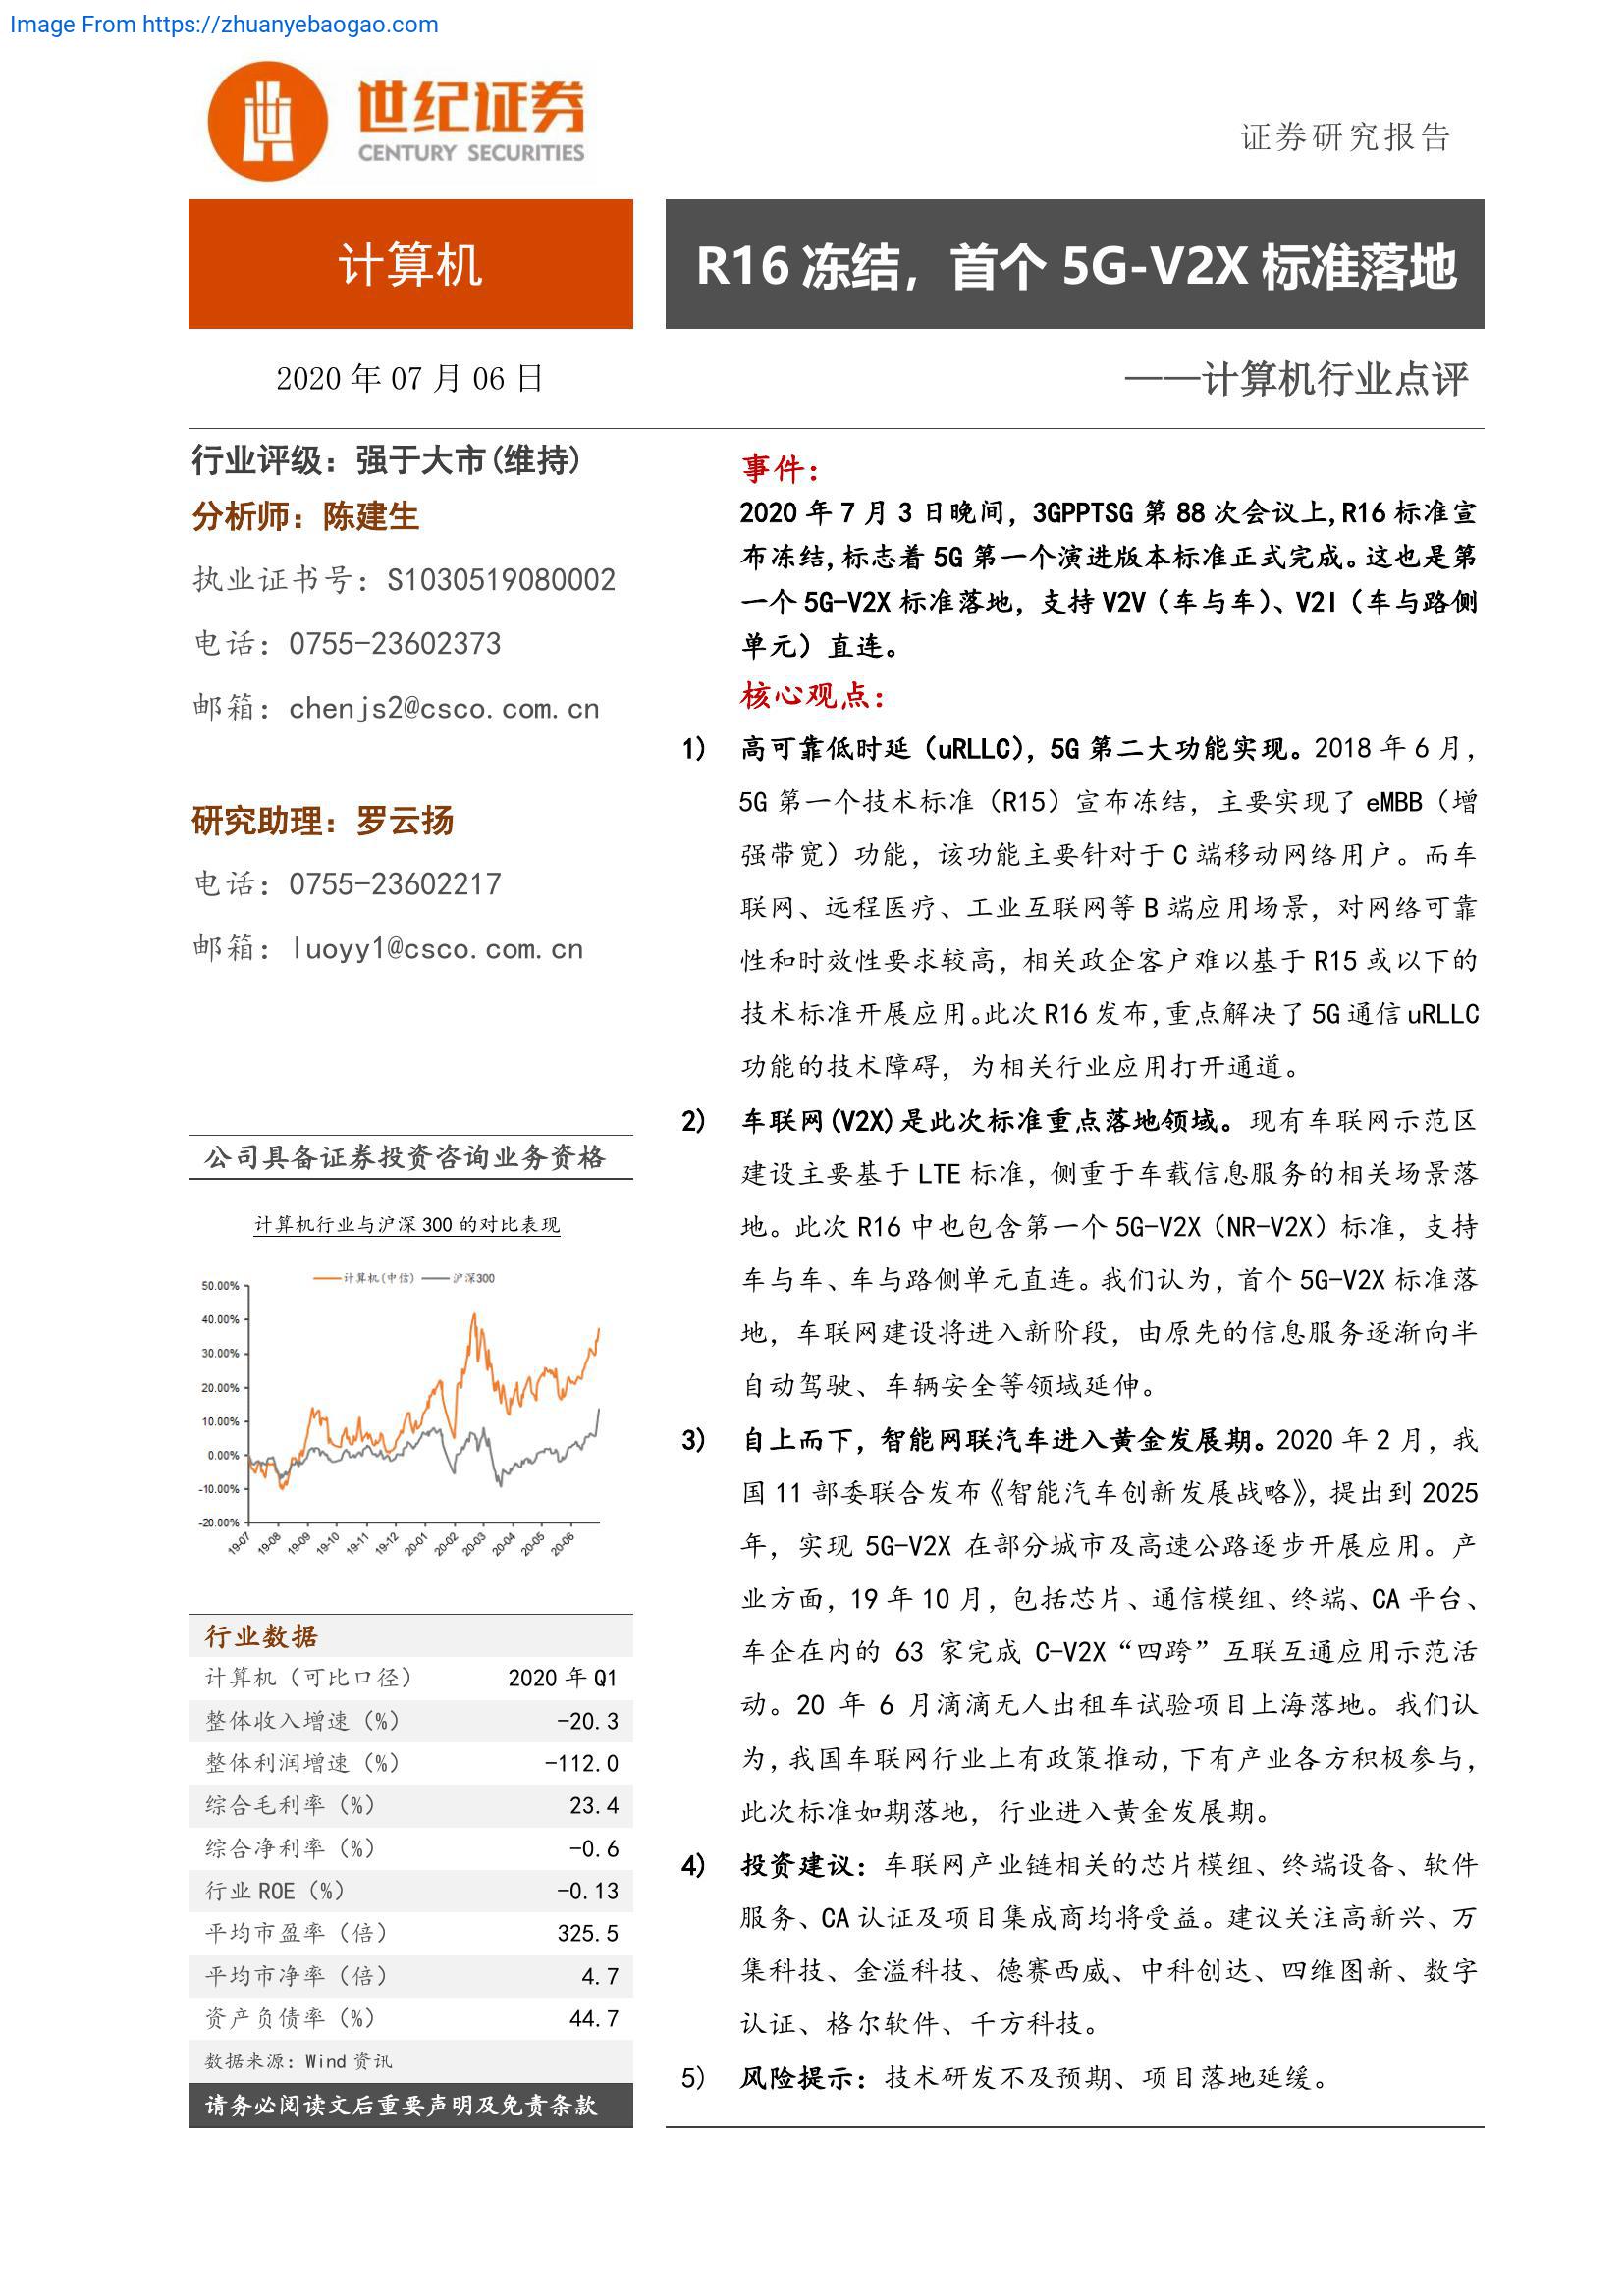 Image From https://zhuanyebaogao.com
世纪证券
CENTURY SECURITIES
证券研究报告
计算机
R16 冻结，首个 5G-V2X 标准落地
2020 年 07 月 06 日
——计算机行业点评
行业评级：强于大市(维持)
分析师：陈建生
执业证书号：S1030519080002
电话：0755-23602373
邮箱：chenjs2@csco.com.cn
研究助理：罗云扬
电话：0755-23602217
邮箱：luoyy1@csco.com.cn
公司具备证券投资咨询业务资格
计算机行业与沪深 300 的对比表现
计算机(中信) 沪深300
50.00%
40.00%
30.00%
20.00%
10.00%
0.00%
-10.00%
-20.00%
19-07 19-08 19-09 19-10 19-11 19-12 20-01 20-02 20-03 20-04 20-05 20-06
行业数据
计算机（可比口径） 2020 年 Q1
整体收入增速（%） -20.3
整体利润增速（%） -112.0
综合毛利率（%） 23.4
综合净利率（%） -0.6
行业 ROE（%） -0.13
平均市盈率（倍） 325.5
平均市净率（倍） 4.7
资产负债率（%） 44.7
数据来源：Wind 资讯
请务必阅读文后重要声明及免责条款
事件：
2020 年 7 月 3 日晚间，3GPPTSG 第 88 次会议上,R16 标准宣
布冻结,标志着 5G 第一个演进版本标准正式完成。这也是第
一个 5G-V2X 标准落地，支持 V2V（车与车）、V2I（车与路侧
单元）直连。
核心观点：
1) 高可靠低时延（uRLLC），5G 第二大功能实现。2018 年 6 月，
5G 第一个技术标准（R15）宣布冻结，主要实现了 eMBB（增
强带宽）功能，该功能主要针对于 C 端移动网络用户。而车
联网、远程医疗、工业互联网等 B 端应用场景，对网络可靠
性和时效性要求较高，相关政企客户难以基于 R15 或以下的
技术标准开展应用。此次 R16 发布,重点解决了 5G 通信 uRLLC
功能的技术障碍，为相关行业应用打开通道。
2) 车联网(V2X)是此次标准重点落地领域。现有车联网示范区
建设主要基于 LTE 标准，侧重于车载信息服务的相关场景落
地。此次 R16 中也包含第一个 5G-V2X（NR-V2X）标准，支持
车与车、车与路侧单元直连。我们认为，首个 5G-V2X 标准落
地，车联网建设将进入新阶段，由原先的信息服务逐渐向半
自动驾驶、车辆安全等领域延伸。
3) 自上而下，智能网联汽车进入黄金发展期。2020 年 2 月，我
国 11 部委联合发布《智能汽车创新发展战略》，提出到 2025
年，实现 5G-V2X 在部分城市及高速公路逐步开展应用。产
业方面，19 年 10 月，包括芯片、通信模组、终端、CA 平台、
车企在内的 63 家完成 C-V2X“四跨”互联互通应用示范活
动。20 年 6 月滴滴无人出租车试验项目上海落地。我们认
为,我国车联网行业上有政策推动,下有产业各方积极参与，
此次标准如期落地，行业进入黄金发展期。
4) 投资建议：车联网产业链相关的芯片模组、终端设备、软件
服务、CA 认证及项目集成商均将受益。建议关注高新兴、万
集科技、金溢科技、德赛西威、中科创达、四维图新、数字
认证、格尔软件、千方科技。
5) 风险提示：技术研发不及预期、项目落地延缓。